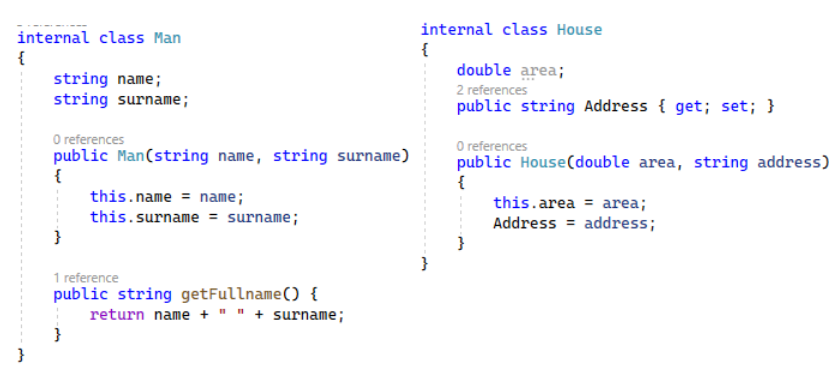 internal class Man
{
string name;
string surname;
0 references
public Man(string name, string surname)
{
this.name = name;
this.surname = surname;
}
1 reference
public string getFullname() {
return name + " " + surname;
}
}
internal class House
{
double area;
2 references
public string Address { get; set; }
0 references
public House(double area, string address)
{
this.area = area;
Address = address;
}
}